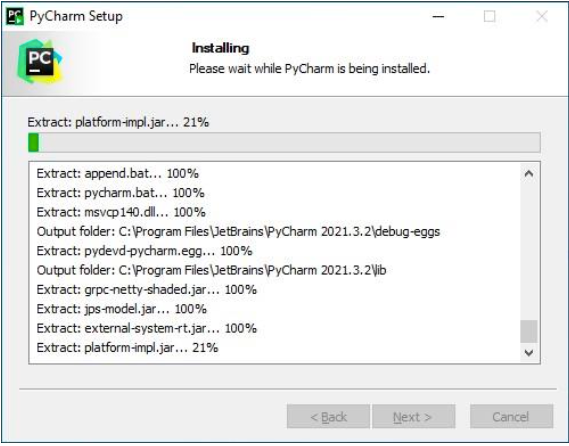 PyCharm Setup
PC
Installing
Please wait while PyCharm is being installed.
Extract: platform-impl.jar... 21%
Extract: append.bat... 100%
Extract: pycharm.bat... 100%
Extract: msvcp140.dll... 100%
Output folder: C:\Program Files\JetBrains\PyCharm 2021.3.2\debug-eggs
Extract: pydevd-pycharm.egg... 100%
Output folder: C:\Program Files\JetBrains\PyCharm 2021.3.2\lib
Extract: grpc-netty-shaded.jar... 100%
Extract: jps-model.jar... 100%
Extract: external-system-rt.jar... 100%
Extract: platform-impl.jar... 21%
< Back Next > Cancel